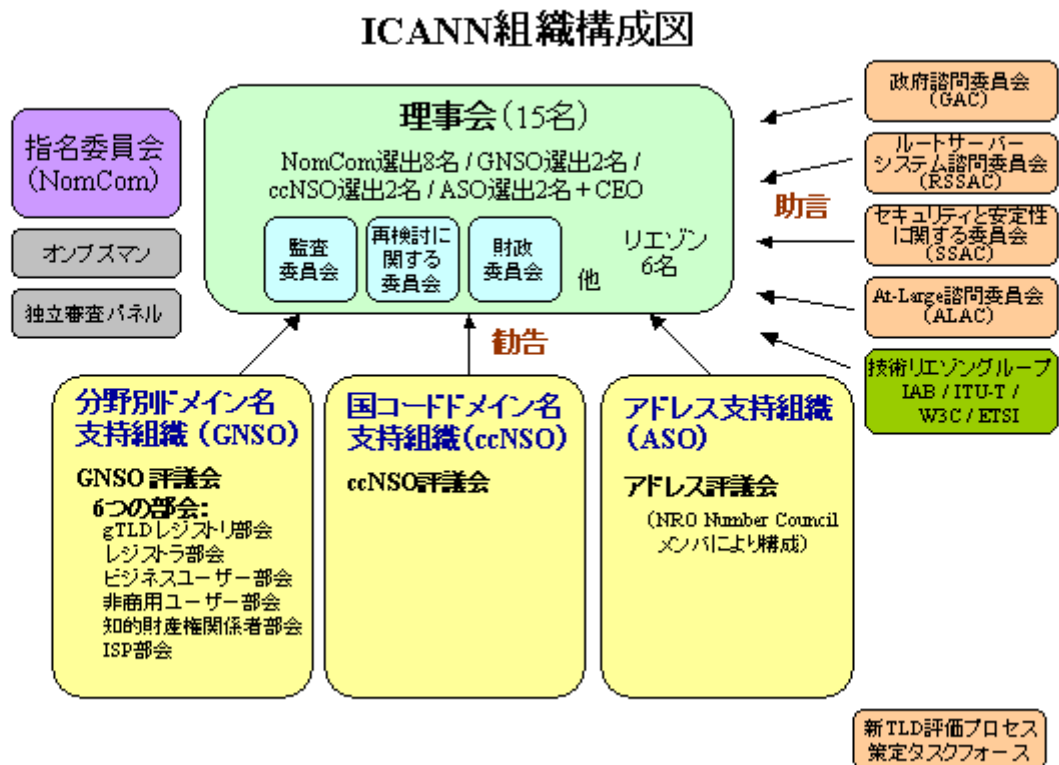 ICANN組織構成図
指名委員会
(NomCom)
オンブズマン
独立審査パネル
理事会(15名)
NomCom選出8名 / GNSO選出2名 /
ccNSO選出2名 / ASO選出2名+CEO
監査
委員会
再検討に
関する
委員会
財政
委員会
他
リエゾン
6名
助言
政府諮問委員会
(GAC)
ルートサーバー
システム諮問委員会
(RSSAC)
セキュリティと安定性
に関する委員会
(SSAC)
At-Large諮問委員会
(ALAC)
技術リエゾングループ
IAB / ITU-T /
W3C / ETSI
勧告
分野別ドメイン名
支持組織 (GNSO)
GNSO 評議会
6つの部会:
gTLDレジストリ部会
レジストラ部会
ビジネスユーザー部会
非商用ユーザー部会
知的財産権関係者部会
ISP部会
国コードドメイン名
支持組織(ccNSO)
ccNSO評議会
アドレス支持組織
(ASO)
アドレス評議会
(NRO Number Council
メンバにより構成)
新TLD評価プロセス
策定タスクフォース